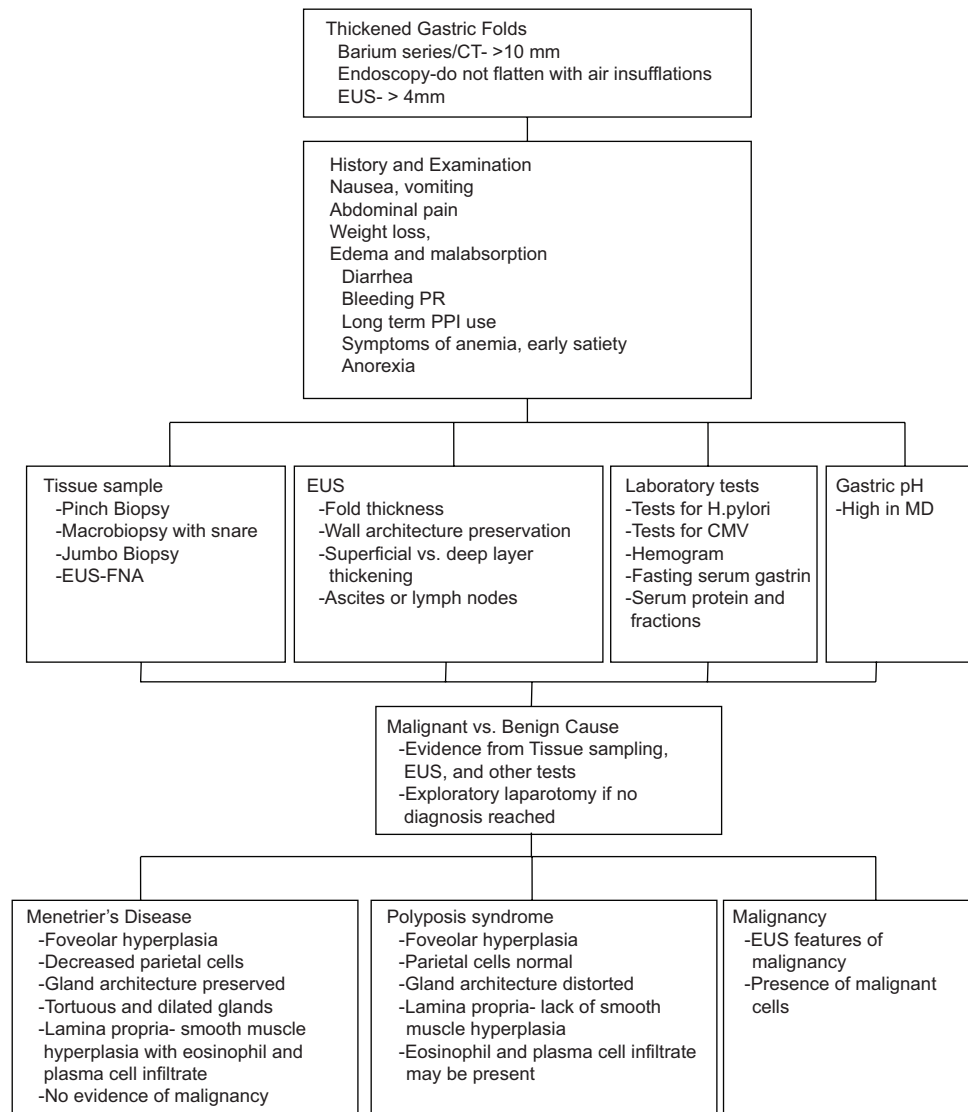 Thickened Gastric Folds
Barium series/CT- >10 mm
Endoscopy-do not flatten with air insufflations
EUS- > 4mm
History and Examination
Nausea, vomiting
Abdominal pain
Weight loss,
Edema and malabsorption
Diarrhea
Bleeding PR
Long term PPI use
Symptoms of anemia, early satiety
Anorexia
Tissue sample
-Pinch Biopsy
-Macrobiopsy with snare
-Jumbo Biopsy
-EUS-FNA
EUS
-Fold thickness
-Wall architecture preservation
-Superficial vs. deep layer
thickening
-Ascites or lymph nodes
Laboratory tests
-Tests for H.pylori
-Tests for CMV
-Hemogram
-Fasting serum gastrin
-Serum protein and
fractions
Gastric pH
-High in MD
Malignant vs. Benign Cause
-Evidence from Tissue sampling,
EUS, and other tests
-Exploratory laparotomy if no
diagnosis reached
Menetrier's Disease
-Foveolar hyperplasia
-Decreased parietal cells
-Gland architecture preserved
-Tortuous and dilated glands
-Lamina propria- smooth muscle
hyperplasia with eosinophil and
plasma cell infiltrate
-No evidence of malignancy
Polyposis syndrome
-Foveolar hyperplasia
-Parietal cells normal
-Gland architecture distorted
-Lamina propria- lack of smooth
muscle hyperplasia
-Eosinophil and plasma cell infiltrate
may be present
Malignancy
-EUS features of
malignancy
-Presence of malignant
cells